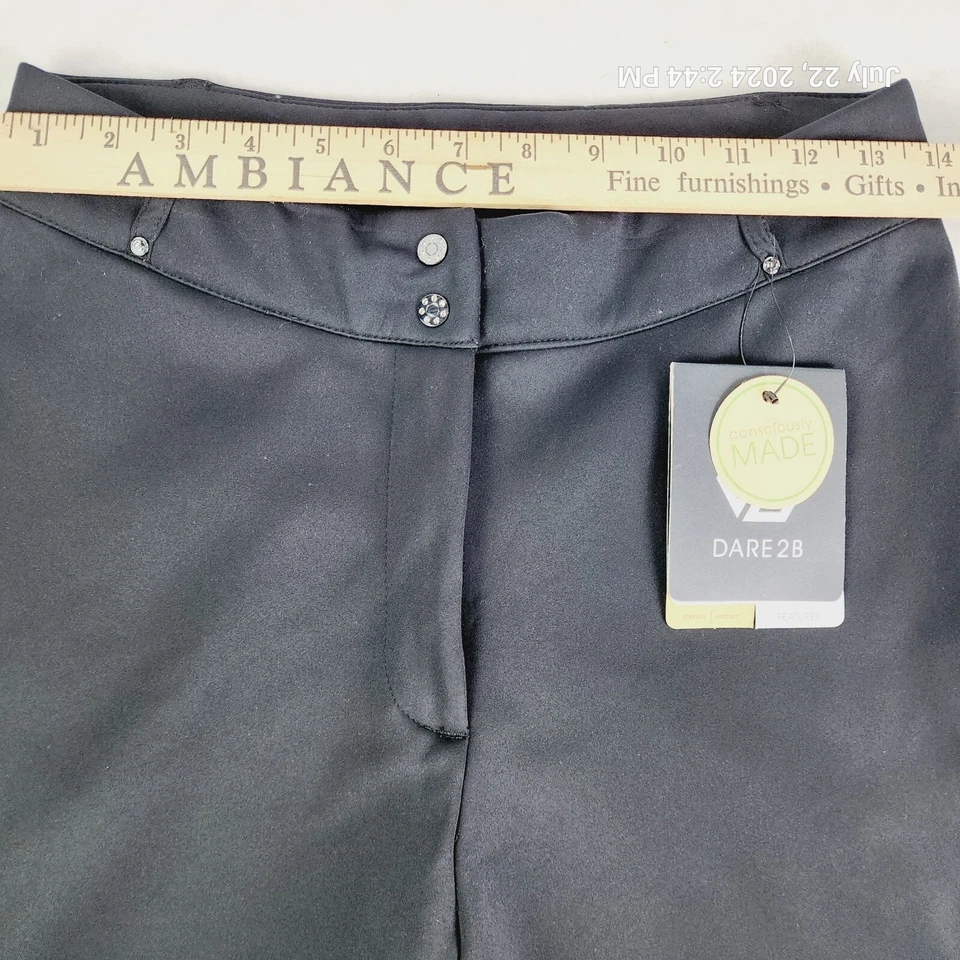 July 22, 2024 2:44 PM
1 2 3 4 5 6 7 8 9 10 11 12 13 14
AMBIANCE Fine furnishings • Gifts • In
consciously
MADE
DARE 2B
FEATURES